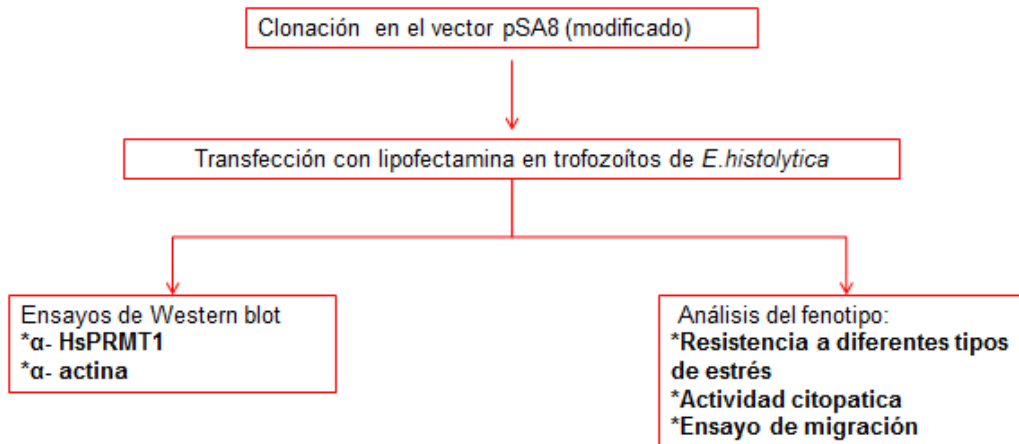 Clonación en el vector pSA8 (modificado)
Transfección con lipofectamina en trofozoítos de E.histolytica
Ensayos de Western blot
*α- HsPRMT1
*α- actina
Análisis del fenotipo:
*Resistencia a diferentes tipos
de estrés
*Actividad citopatica
*Ensayo de migración